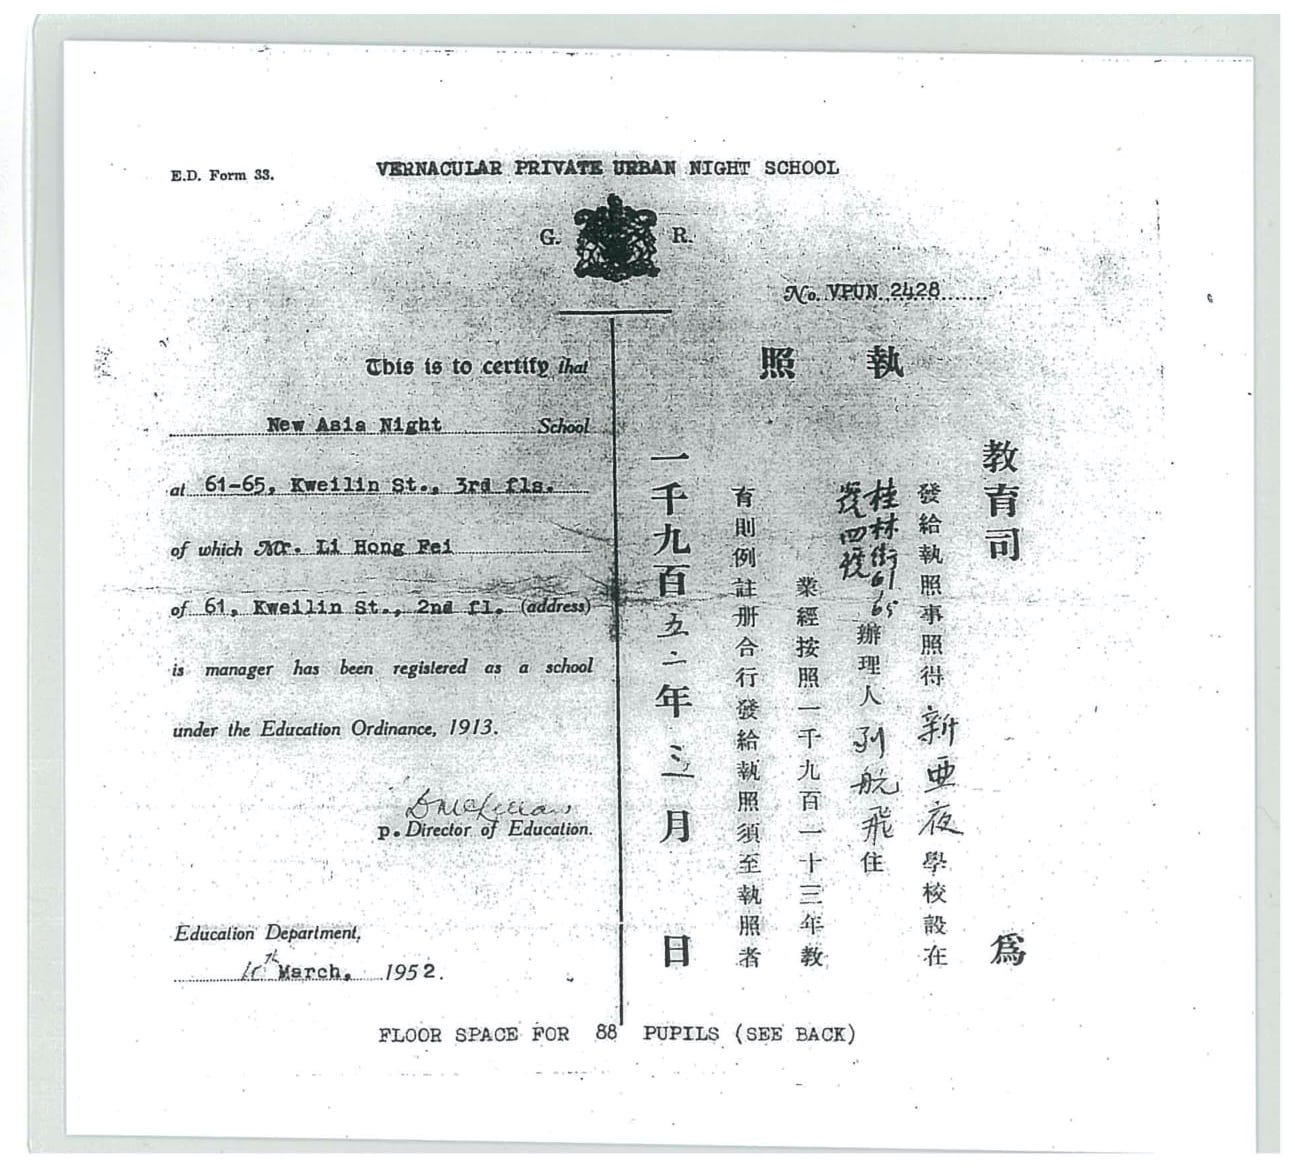 E.D. Form 33.
VERNACULAR PRIVATE URBAN NIGHT SCHOOL
G. R.
No. VPUN 2428
This is to certify that
New Asia Night School
at 61-65, Kweilin St., 3rd fls.
of which Mr. Li Hong Fei
of 61, Kweilin St., 2nd fl. (address)
is manager has been registered as a school
under the Education Ordinance, 1913.
p. Director of Education.
Education Department,
10th March, 1952.
執照
教育司 爲
發給執照事照得新亞夜學校設在
桂林街61/65
號四 辦理人 航飛住
業經按照一千九百一十三年教
育則例註册合行發給執照須至執照者
一千九百五二年三月 日
FLOOR SPACE FOR 88 PUPILS (SEE BACK)